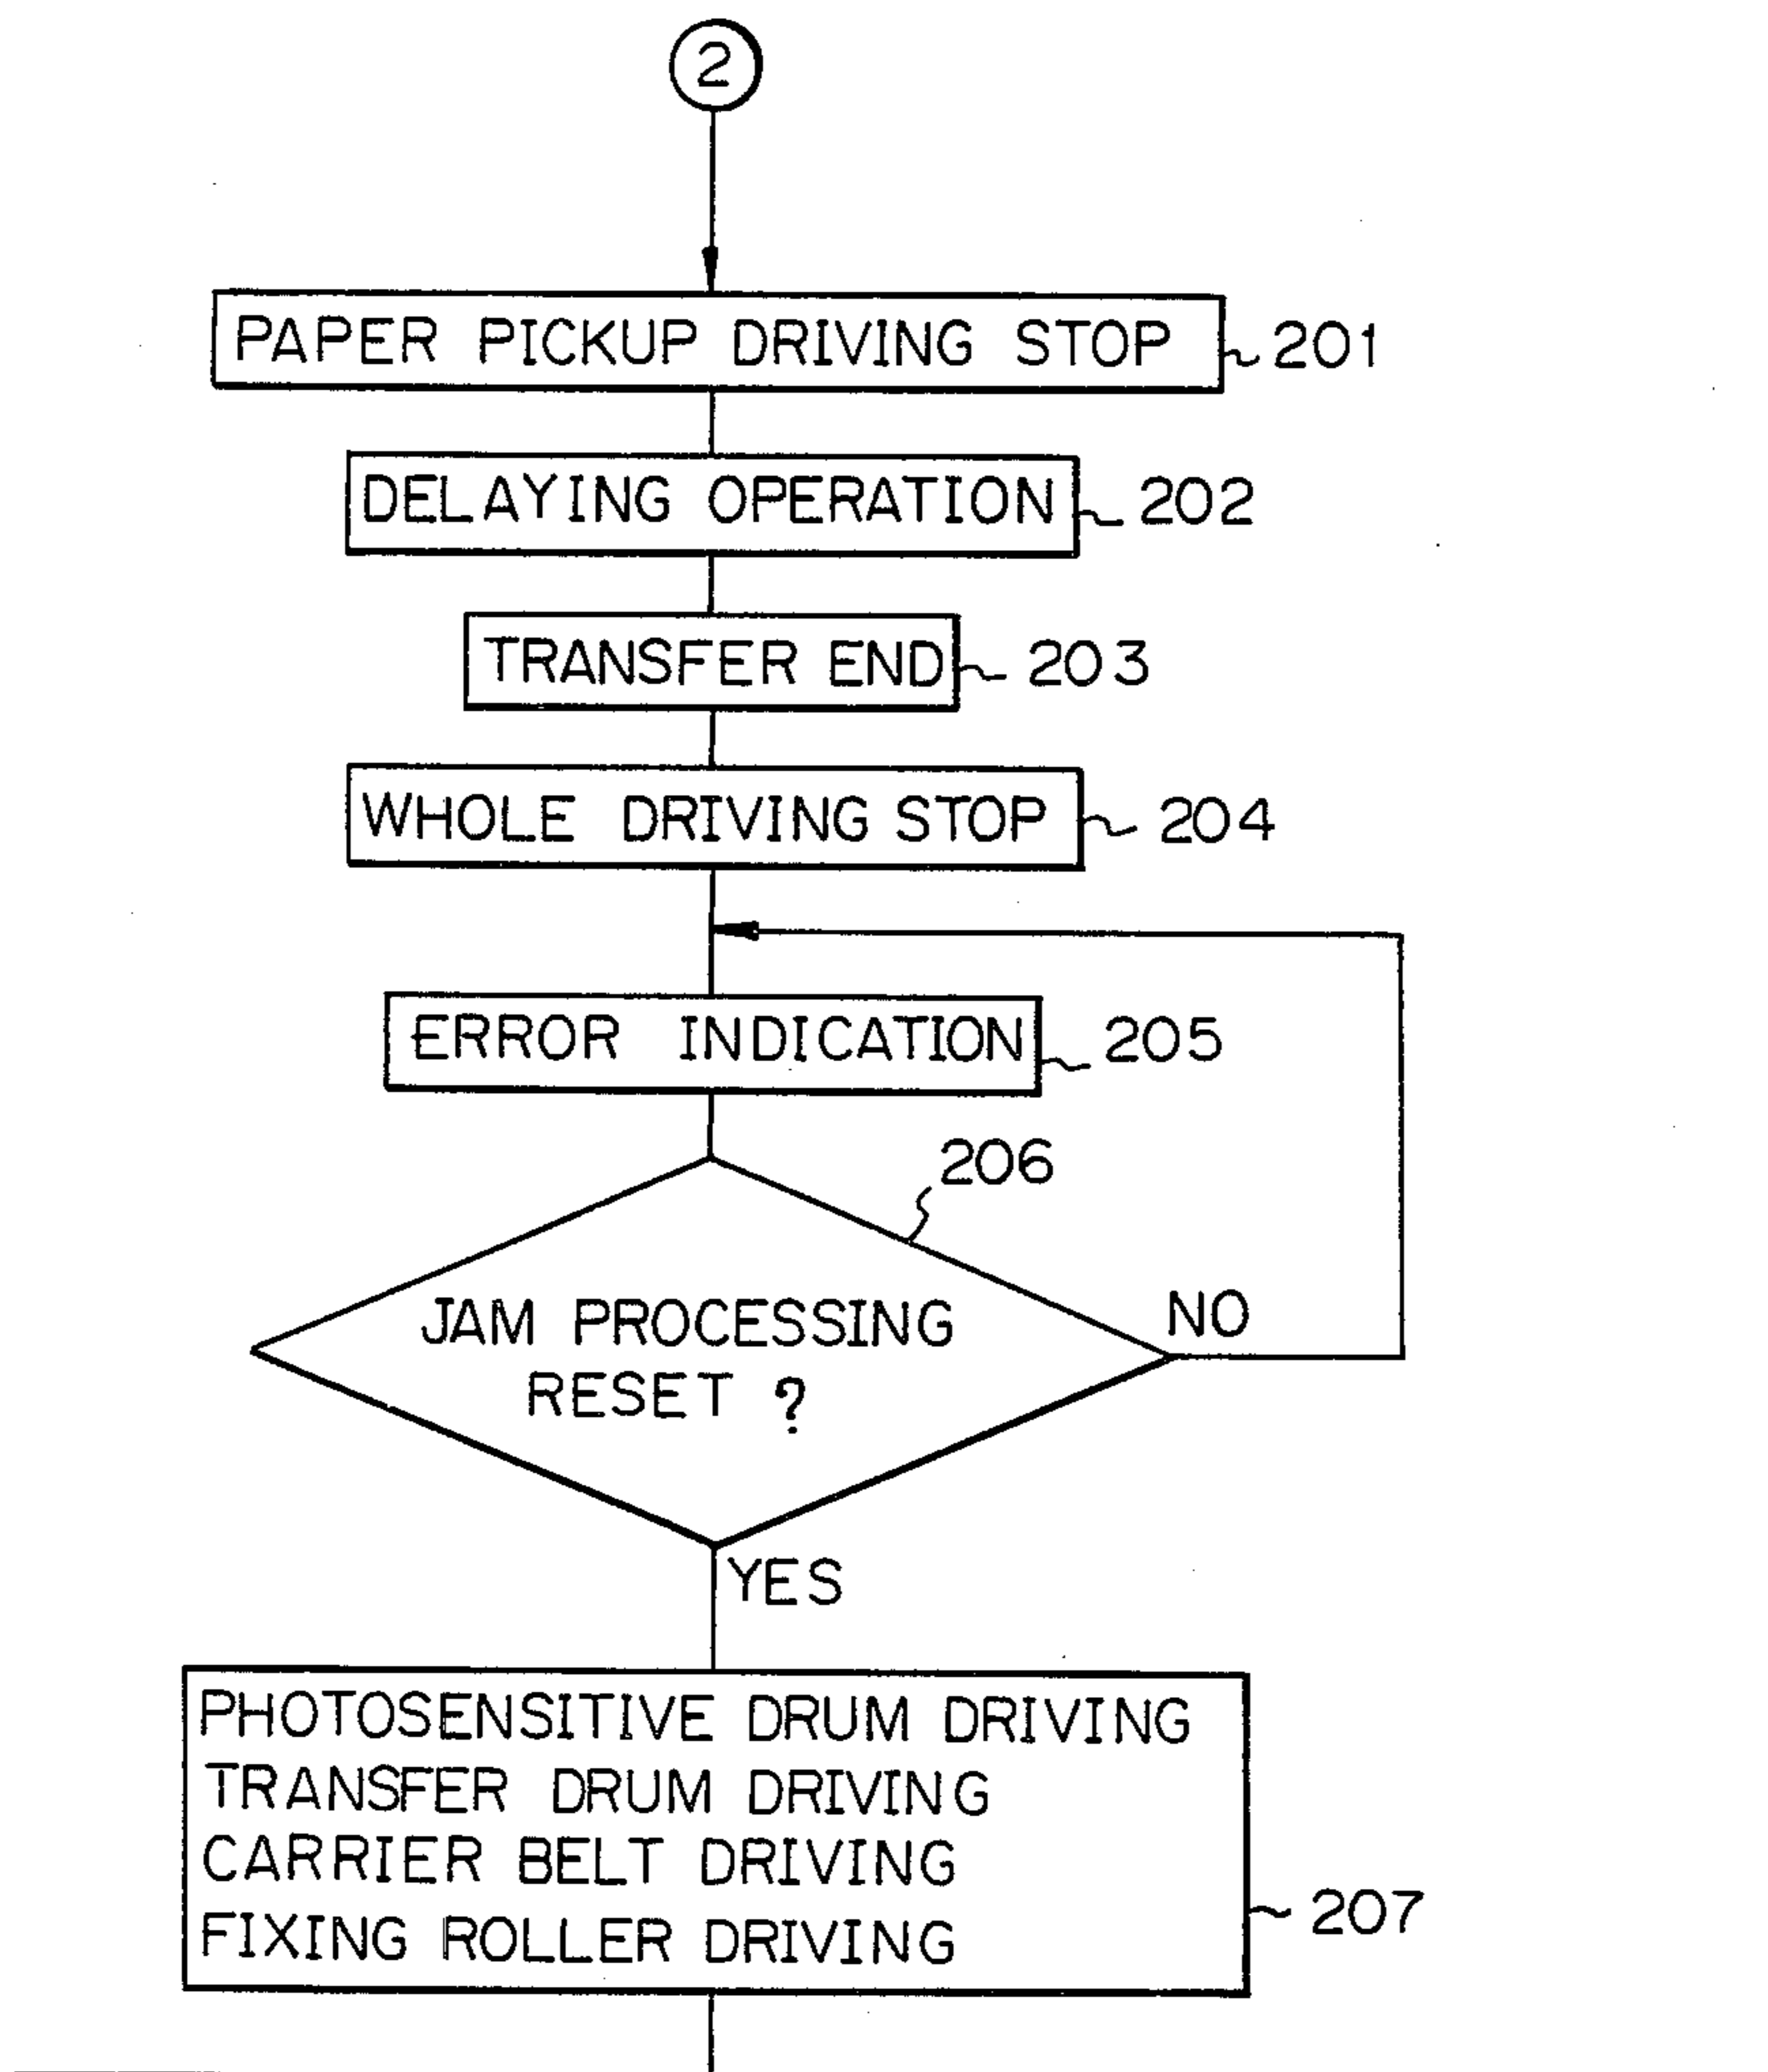 2
PAPER PICKUP DRIVING STOP 201
DELAYING OPERATION 202
TRANSFER END 203
WHOLE DRIVING STOP 204
ERROR INDICATION 205
206
JAM PROCESSING
RESET ?
NO
YES
PHOTOSENSITIVE DRUM DRIVING
TRANSFER DRUM DRIVING
CARRIER BELT DRIVING
FIXING ROLLER DRIVING
207